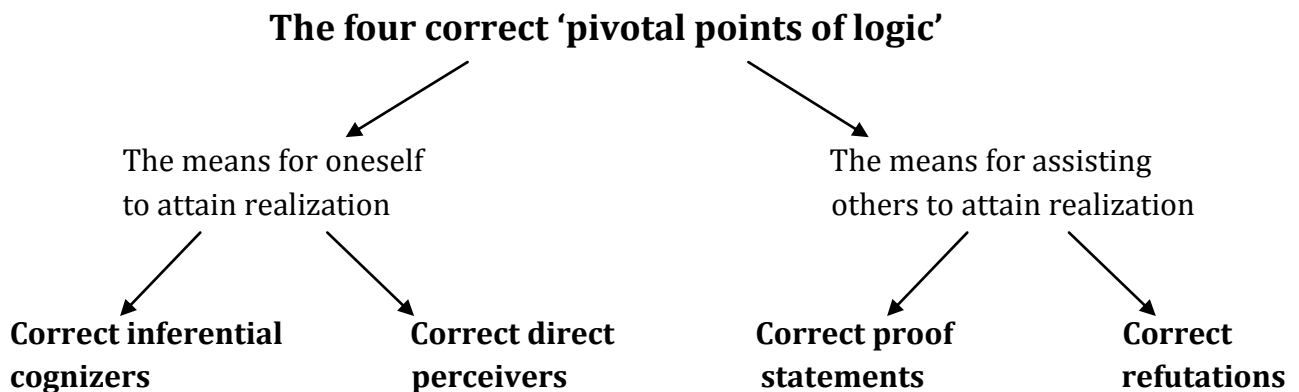 The four correct ‘pivotal points of logic’
The means for oneself
to attain realization
The means for assisting
others to attain realization
Correct inferential
cognizers
Correct direct
perceivers
Correct proof
statements
Correct
refutations